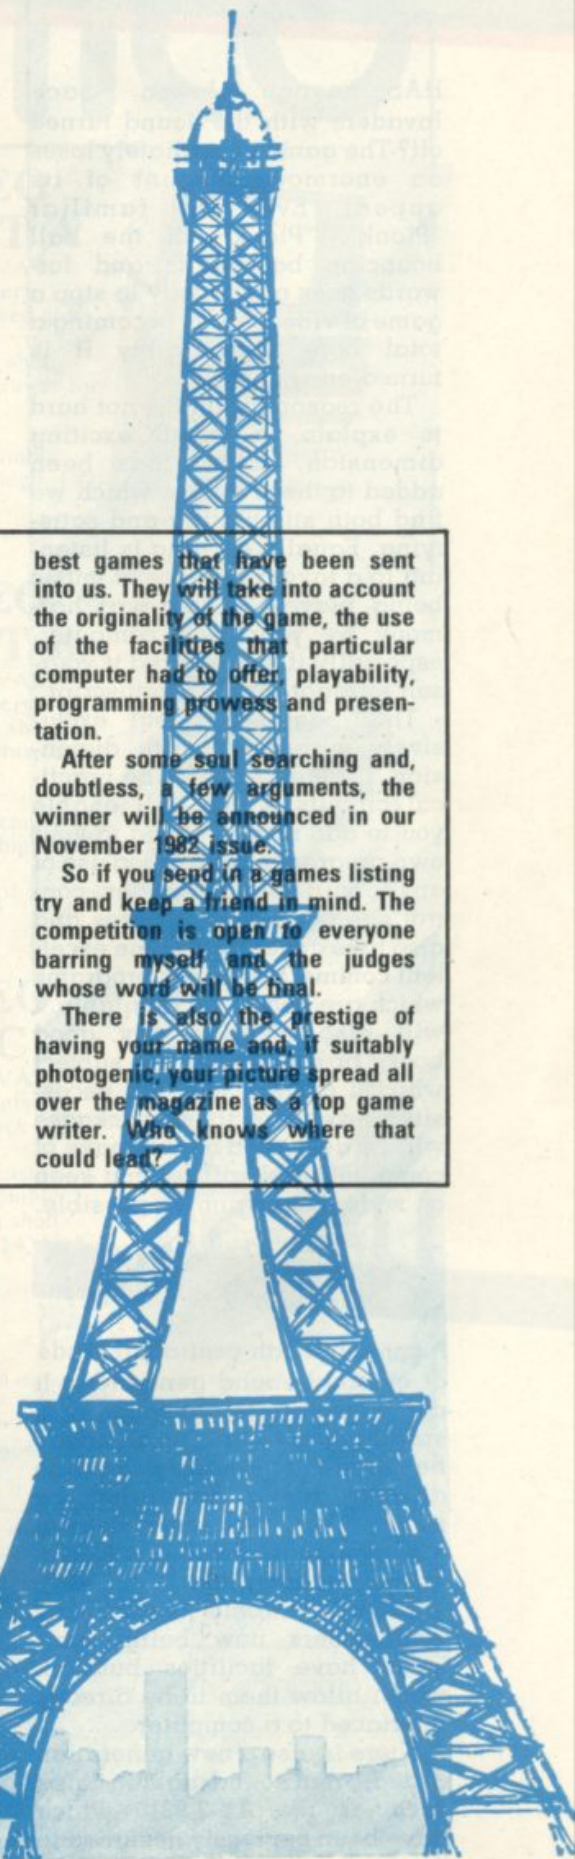 best games that have been sent
into us. They will take into account
the originality of the game, the use
of the facilities that particular
computer had to offer, playability,
programming prowess and presen-
tation.
After some soul searching and,
doubtless, a few arguments, the
winner will be announced in our
November 1982 issue.
So if you send in a games listing
try and keep a friend in mind. The
competition is open to everyone
barring myself and the judges
whose word will be final.
There is also the prestige of
having your name and, if suitably
photogenic, your picture spread all
over the magazine as a top game
writer. Who knows where that
could lead?